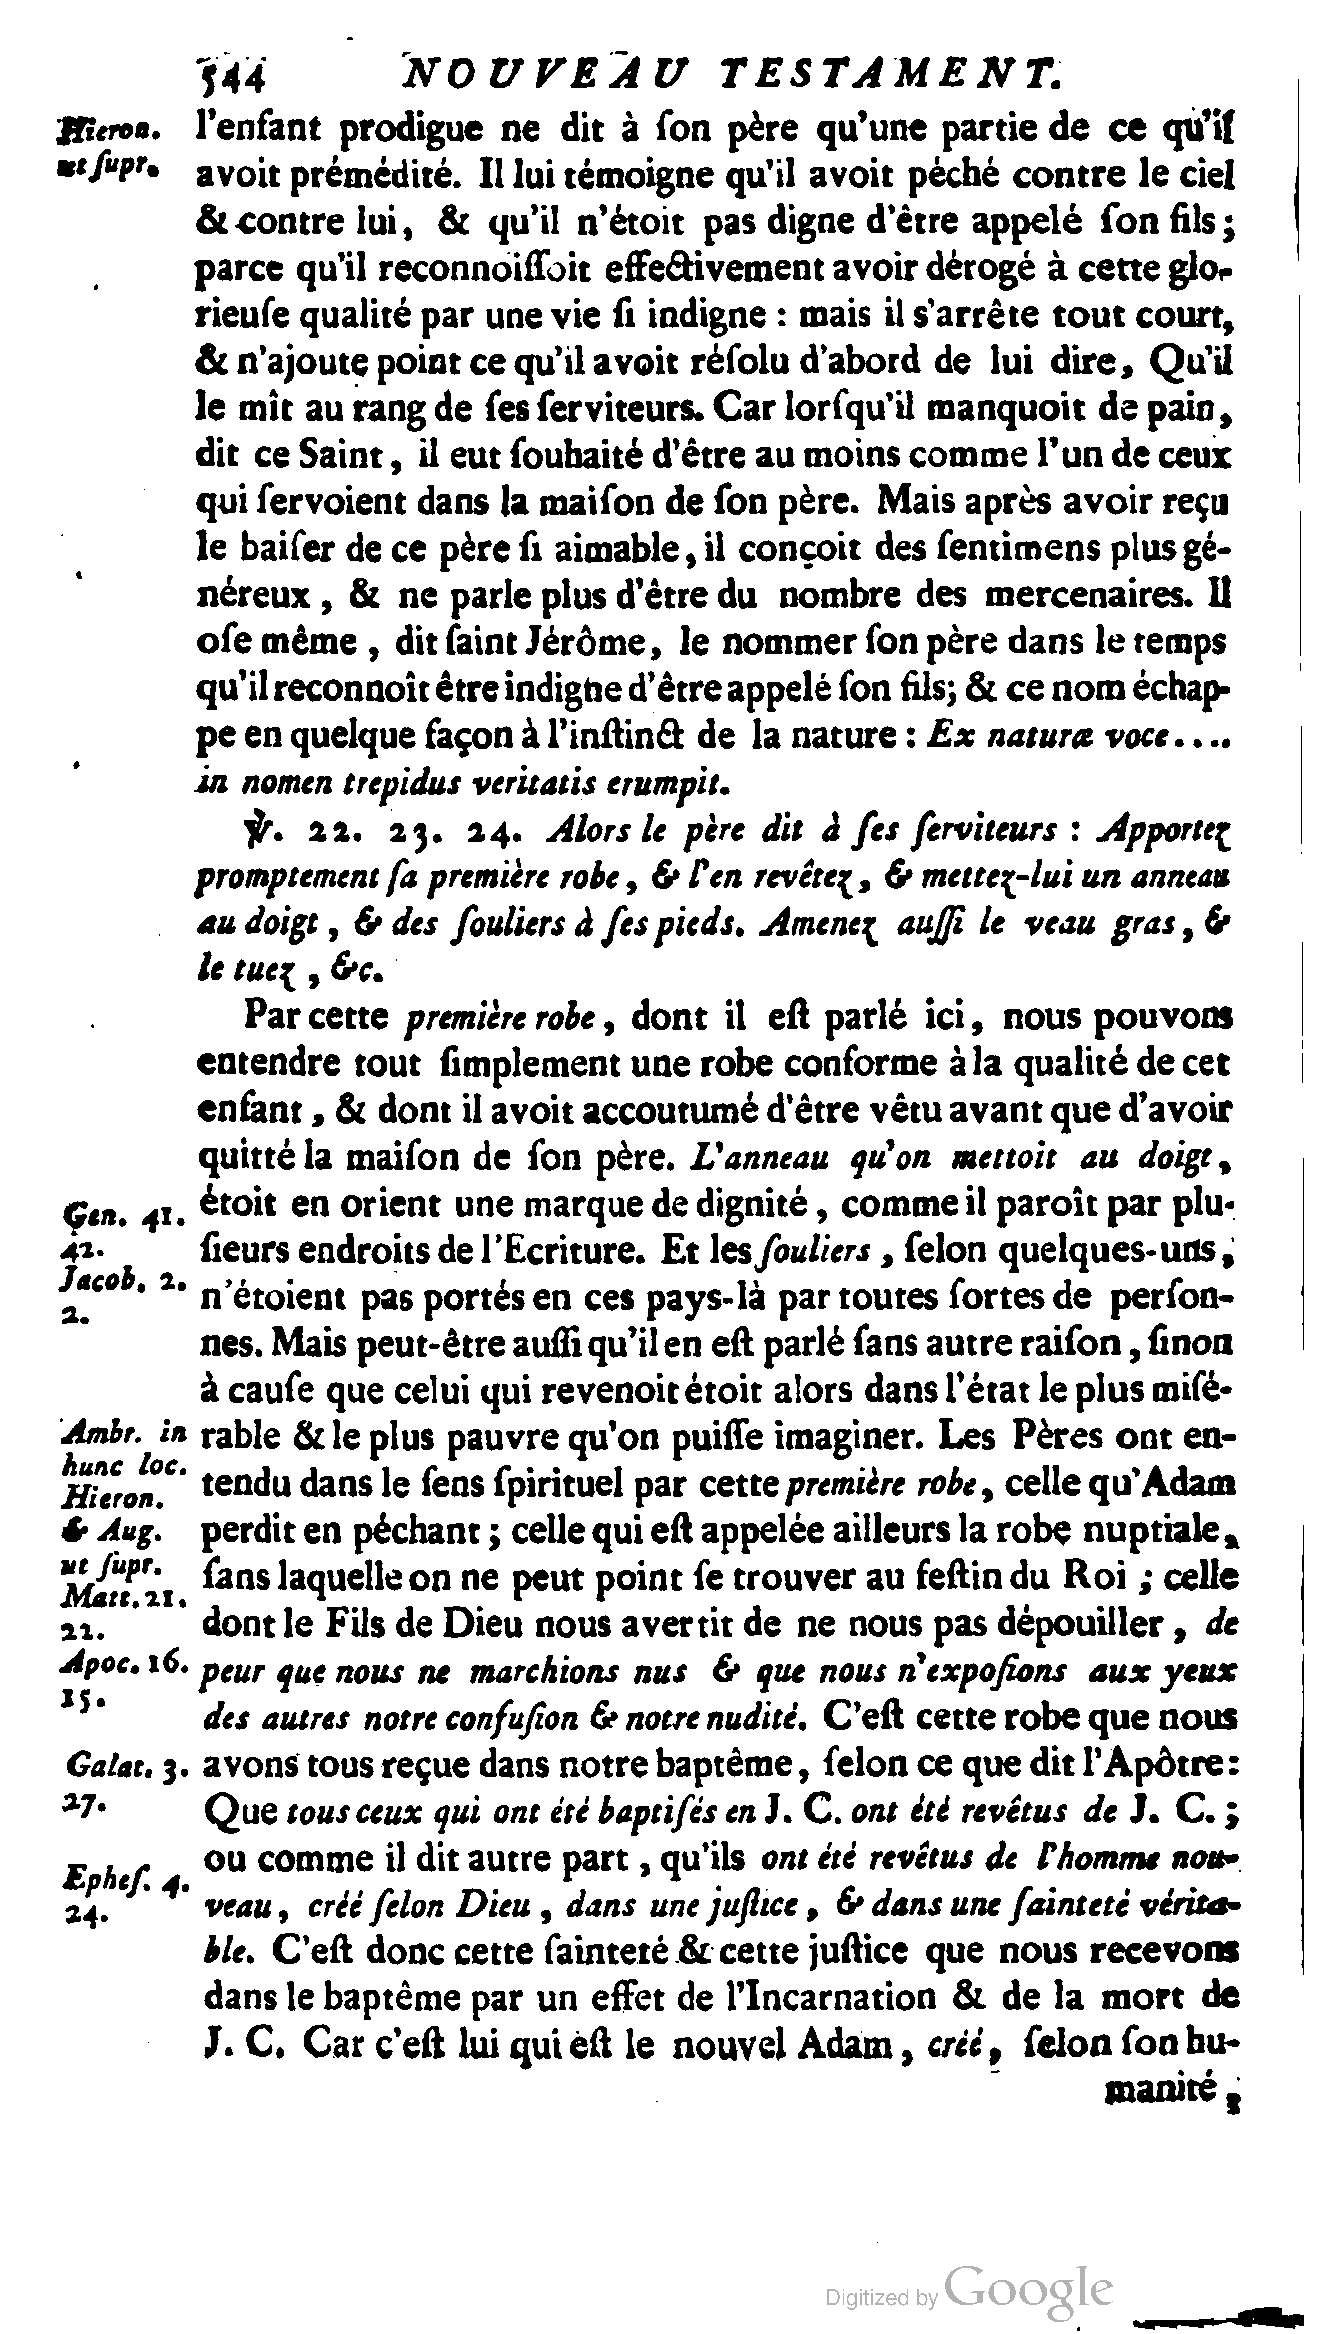 544 NOUVEAU TESTAMENT.
Hieron. l'enfant prodigue ne dit à ſon père qu'une partie de ce qu'il
ut ſupr. avoit prémédité. Il lui témoigne qu'il avoit péché contre le ciel
& contre lui, & qu'il n'étoit pas digne d'être appelé ſon fils;
parce qu'il reconnoiſſoit effectivement avoir dérogé à cette glo-
rieuſe qualité par une vie ſi indigne : mais il s'arrête tout court,
& n'ajoute point ce qu'il avoit réſolu d'abord de lui dire, Qu'il
le mît au rang de ſes ſerviteurs. Car lorſqu'il manquoit de pain,
dit ce Saint, il eut ſouhaité d'être au moins comme l'un de ceux
qui ſervoient dans la maiſon de ſon père. Mais après avoir reçu
le baiſer de ce père ſi aimable, il conçoit des ſentimens plus gé-
néreux, & ne parle plus d'être du nombre des mercenaires. Il
oſe même, dit ſaint Jérôme, le nommer ſon père dans le temps
qu'il reconnoît être indigne d'être appelé ſon fils; & ce nom échap-
pe en quelque façon à l'inſtinct de la nature : Ex naturæ voce....
in nomen trepidus veritatis erumpit.
℣. 22. 23. 24. Alors le père dit à ſes ſerviteurs : Apportez
promptement ſa première robe, & l'en revêtez, & mettez-lui un anneau
au doigt, & des ſouliers à ſes pieds. Amenez auſſi le veau gras, &
le tuez, &c.
Par cette première robe, dont il eſt parlé ici, nous pouvons
entendre tout ſimplement une robe conforme à la qualité de cet
enfant, & dont il avoit accoutumé d'être vêtu avant que d'avoir
quitté la maiſon de ſon père. L'anneau qu'on mettoit au doigt,
Gen. 41. étoit en orient une marque de dignité, comme il paroît par plu-
42. ſieurs endroits de l'Ecriture. Et les ſouliers, ſelon quelques-uns,
Jacob. 2. n'étoient pas portés en ces pays-là par toutes ſortes de perſon-
2. nes. Mais peut-être auſſi qu'il en eſt parlé ſans autre raiſon, ſinon
à cauſe que celui qui revenoit étoit alors dans l'état le plus miſé-
Ambr. in rable & le plus pauvre qu'on puiſſe imaginer. Les Pères ont en-
hunc loc.
Hieron. tendu dans le ſens ſpirituel par cette première robe, celle qu'Adam
& Aug. perdit en péchant ; celle qui eſt appelée ailleurs la robe nuptiale,
ut ſupr. ſans laquelle on ne peut point ſe trouver au feſtin du Roi ; celle
Matt. 21.
22. dont le Fils de Dieu nous avertit de ne nous pas dépouiller, de
Apoc. 16. peur que nous ne marchions nus & que nous n'expoſions aux yeux
15. des autres notre confuſion & notre nudité. C'eſt cette robe que nous
Galat. 3. avons tous reçue dans notre baptême, ſelon ce que dit l'Apôtre:
27. Que tous ceux qui ont été baptiſés en J. C. ont été revêtus de J. C. ;
Epheſ. 4. ou comme il dit autre part, qu'ils ont été revêtus de l'homme nou-
24. veau, créé ſelon Dieu, dans une juſtice, & dans une ſainteté vérita-
ble. C'eſt donc cette ſainteté & cette juſtice que nous recevons
dans le baptême par un effet de l'Incarnation & de la mort de
J. C. Car c'eſt lui qui eſt le nouvel Adam, créé, ſelon ſon hu-
manité,
Digitized by Google